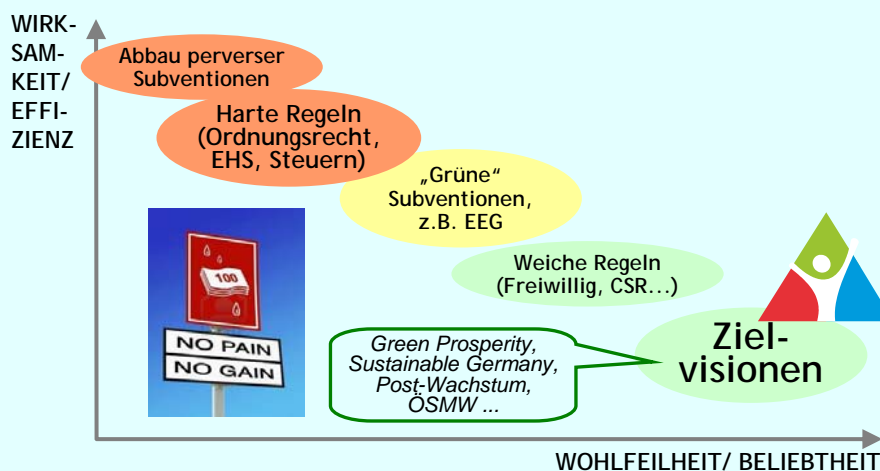 WIRK-
SAM-
KEIT/
EFFI-
ZIENZ
Abbau perverser
Subventionen
Harte Regeln
(Ordnungsrecht,
EHS, Steuern)
„Grüne“
Subventionen,
z.B. EEG
Weiche Regeln
(Freiwillig, CSR...)
100
NO PAIN
NO GAIN
Green Prosperity,
Sustainable Germany,
Post-Wachstum,
ÖSMW ...
Ziel-
visionen
WOHLFEILHEIT/ BELIEBTHEIT